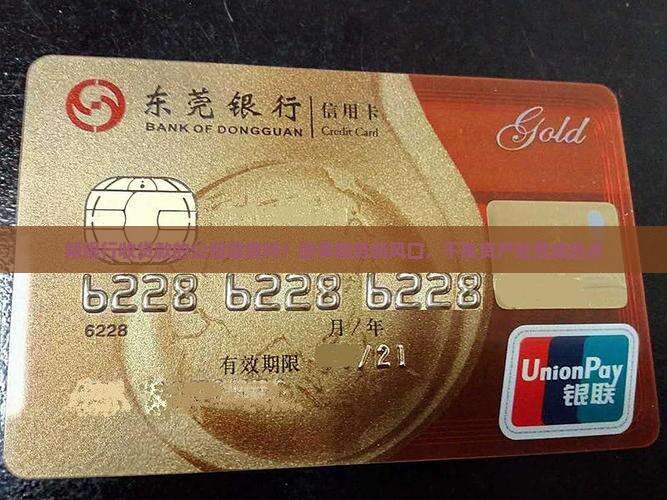 东莞银行 信用卡
BANK OF DONGGUAN Credit Card
Gold
6228 6228 6228
6228
月/年
有效期限 /21
UnionPay
银联